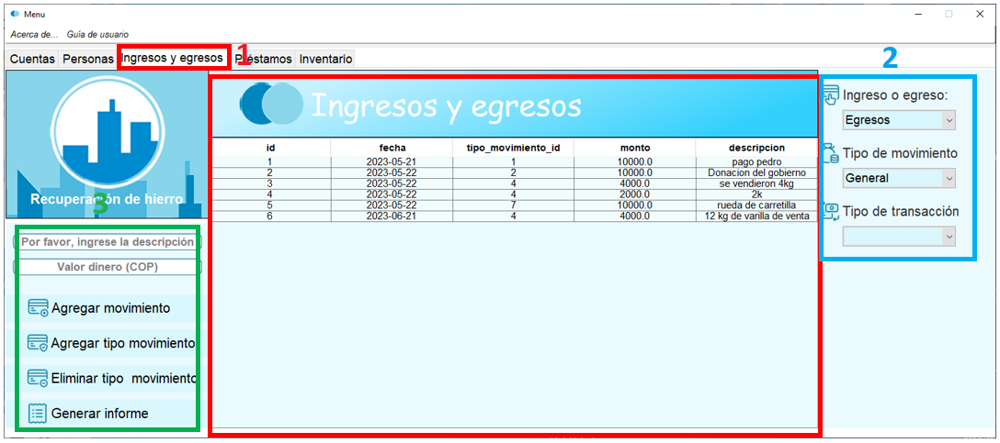 Menu
Acerca de... Guia de usuario
Cuentas Personas Ingresos y egresos 1 Préstamos Inventario
2
Ingresos y egresos
Recuperación de hierro
3
id fecha tipo_movimiento_id monto descripcion
1 2023-05-21 1 10000.0 pago pedro
2 2023-05-22 2 10000.0 Donacion del gobierno
3 2023-05-22 4 4000.0 se vendieron 4kg
4 2023-05-22 4 2000.0 2k
5 2023-05-22 7 10000.0 rueda de carretilla
6 2023-06-21 4 4000.0 12 kg de varilla de venta
Por favor, ingrese la descripción
Valor dinero (COP)
Agregar movimiento
Agregar tipo movimiento
Eliminar tipo movimiento
Generar informe
Ingreso o egreso:
Egresos
Tipo de movimiento
General
Tipo de transacción